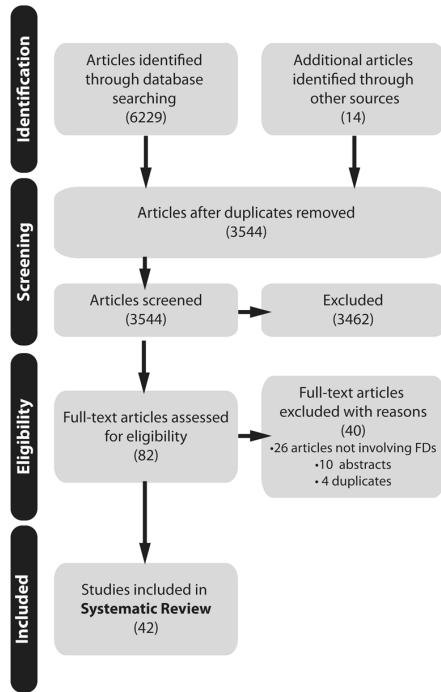 Identification
Articles identified
through database
searching
(6229)
Additional articles
identified through
other sources
(14)
Screening
Articles after duplicates removed
(3544)
Articles screened
(3544)
Excluded
(3462)
Eligibility
Full-text articles assessed
for eligibility
(82)
Full-text articles
excluded with reasons
(40)
•26 articles not involving FDs
•10 abstracts
• 4 duplicates
Included
Studies included in
Systematic Review
(42)